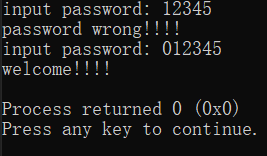 input password: 12345
password wrong!!!!
input password: 012345
welcome!!!!
Process returned 0 (0x0)
Press any key to continue.